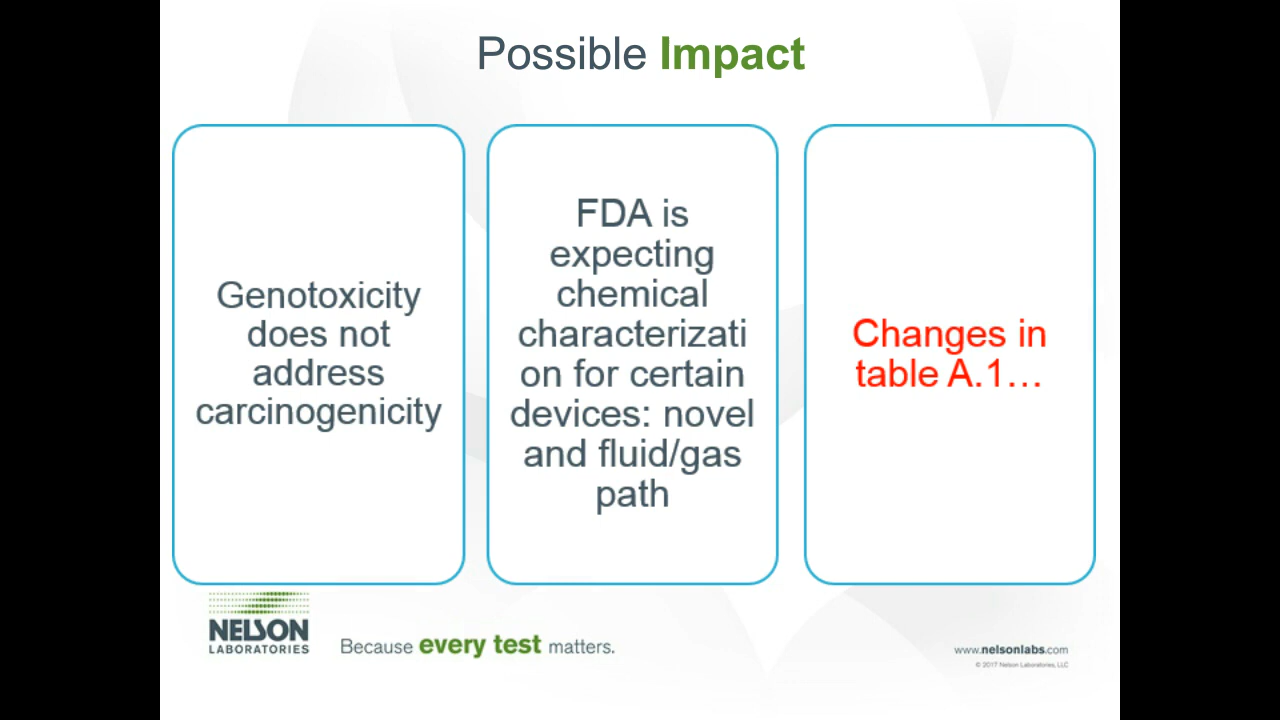 Possible Impact
Genotoxicity
does not
address
carcinogenicity
FDA is
expecting
chemical
characterizati
on for certain
devices: novel
and fluid/gas
path
Changes in
table A.1…
NELSON
LABORATORIES
Because every test matters.
www.nelsonlabs.com
© 2017 Nelson Laboratories, LLC